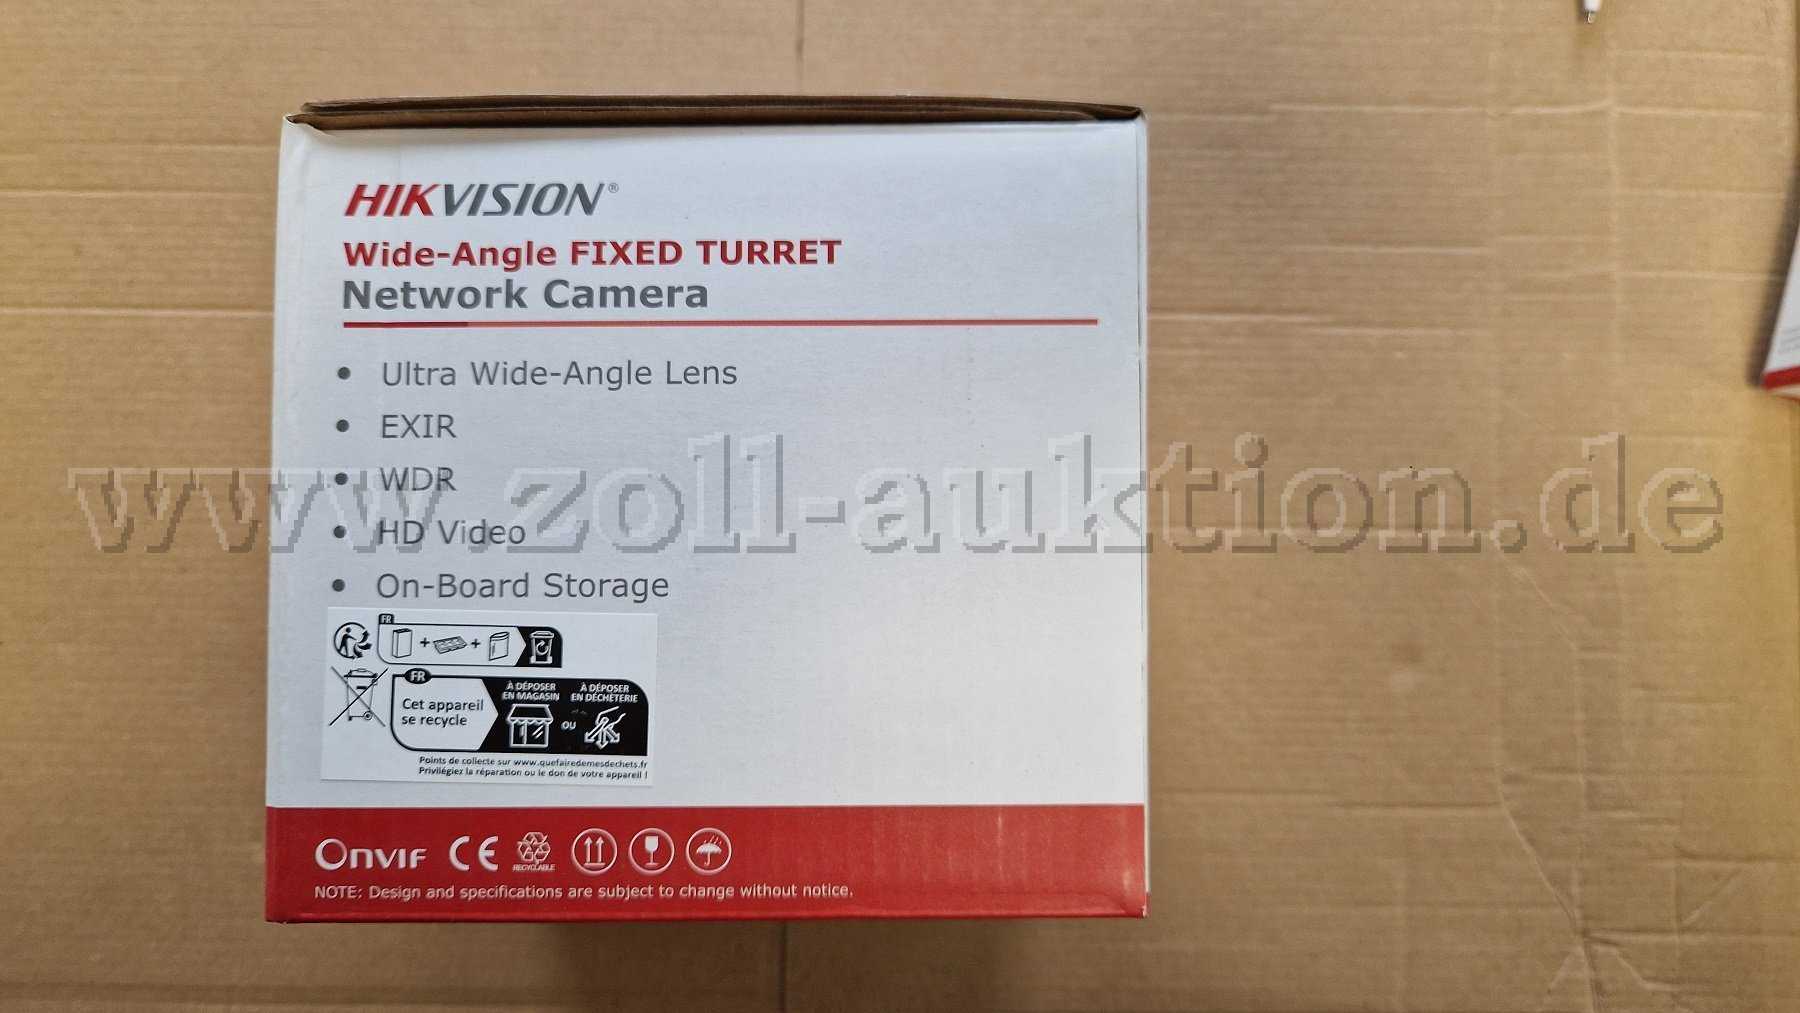 HIKVISION®
Wide-Angle FIXED TURRET
Network Camera
• Ultra Wide-Angle Lens
• EXIR
• WDR
• HD Video
• On-Board Storage
www.zoll-auktion.de
FR
FR
Cet appareil
se recycle
À DÉPOSER
EN MAGASIN
OU
À DÉPOSER
EN DÉCHÈTERIE
Points de collecte sur www.quefairedemesdechets.fr
Privilégiez la réparation ou le don de votre appareil !
ONVIF CE RECYCLABLE
NOTE: Design and specifications are subject to change without notice.